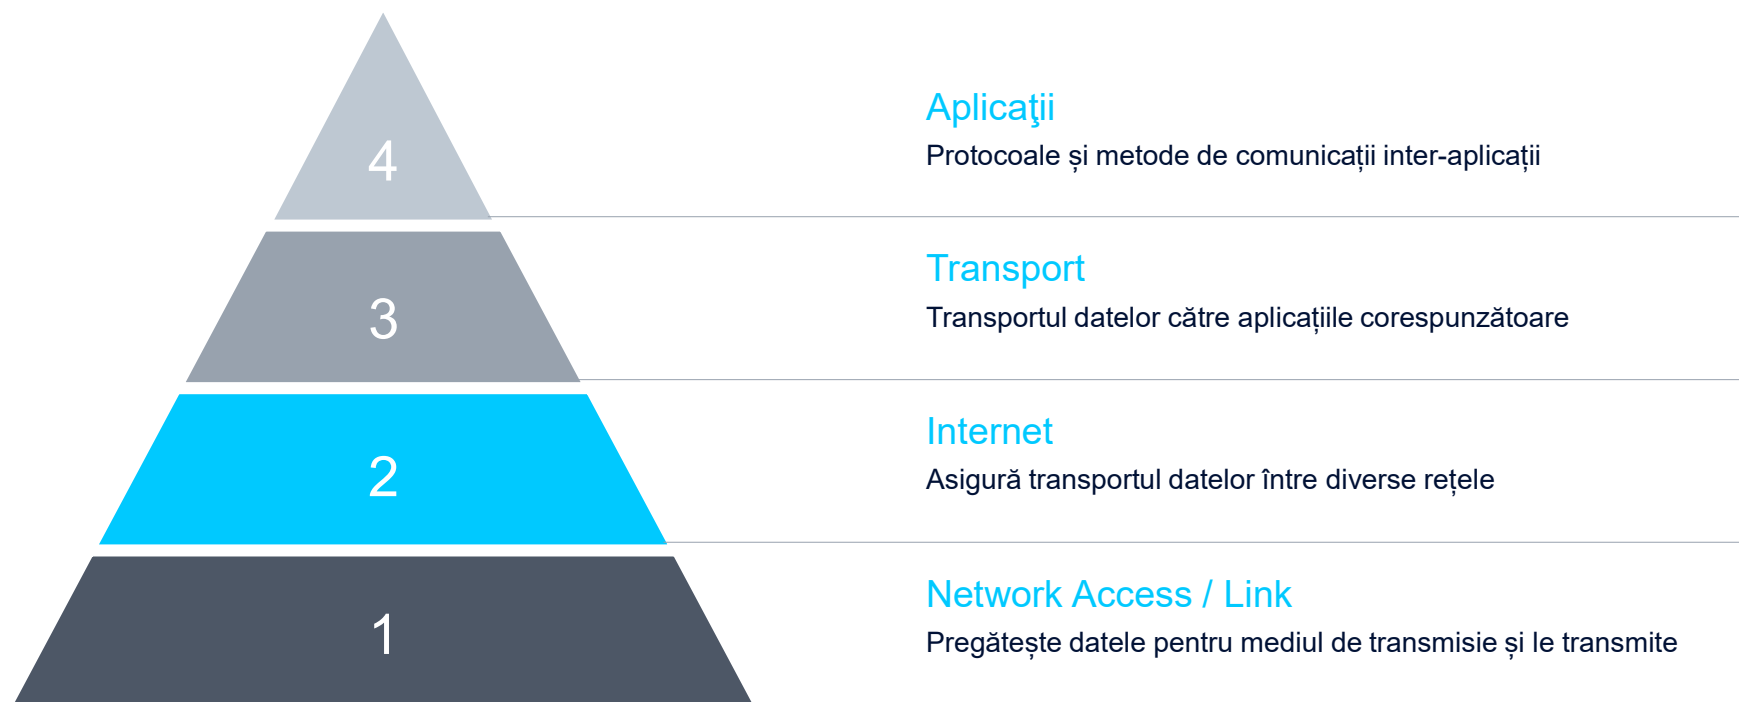 4
Aplicaţii
Protocoale și metode de comunicații inter-aplicații
3
Transport
Transportul datelor către aplicațiile corespunzătoare
2
Internet
Asigură transportul datelor între diverse rețele
1
Network Access / Link
Pregătește datele pentru mediul de transmisie și le transmite